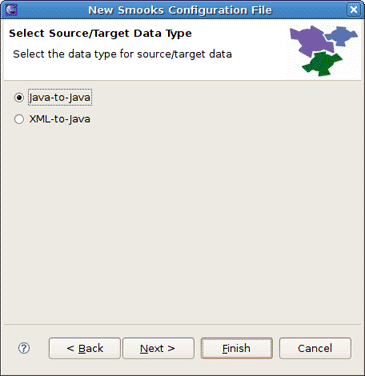 New Smooks Configuration File
Select Source/Target Data Type
Select the data type for source/target data
Java-to-Java
XML-to-Java
? < Back Next > Finish Cancel